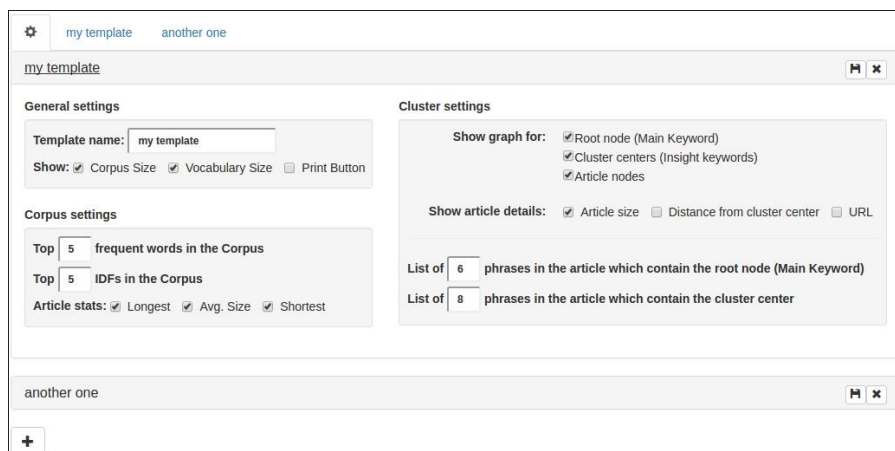 my template another one
my template
General settings
Template name: my template
Show: Corpus Size Vocabulary Size Print Button
Corpus settings
Top 5 frequent words in the Corpus
Top 5 IDFs in the Corpus
Article stats: Longest Avg. Size Shortest
Cluster settings
Show graph for: Root node (Main Keyword)
Cluster centers (Insight keywords)
Article nodes
Show article details: Article size Distance from cluster center URL
List of 6 phrases in the article which contain the root node (Main Keyword)
List of 8 phrases in the article which contain the cluster center
another one